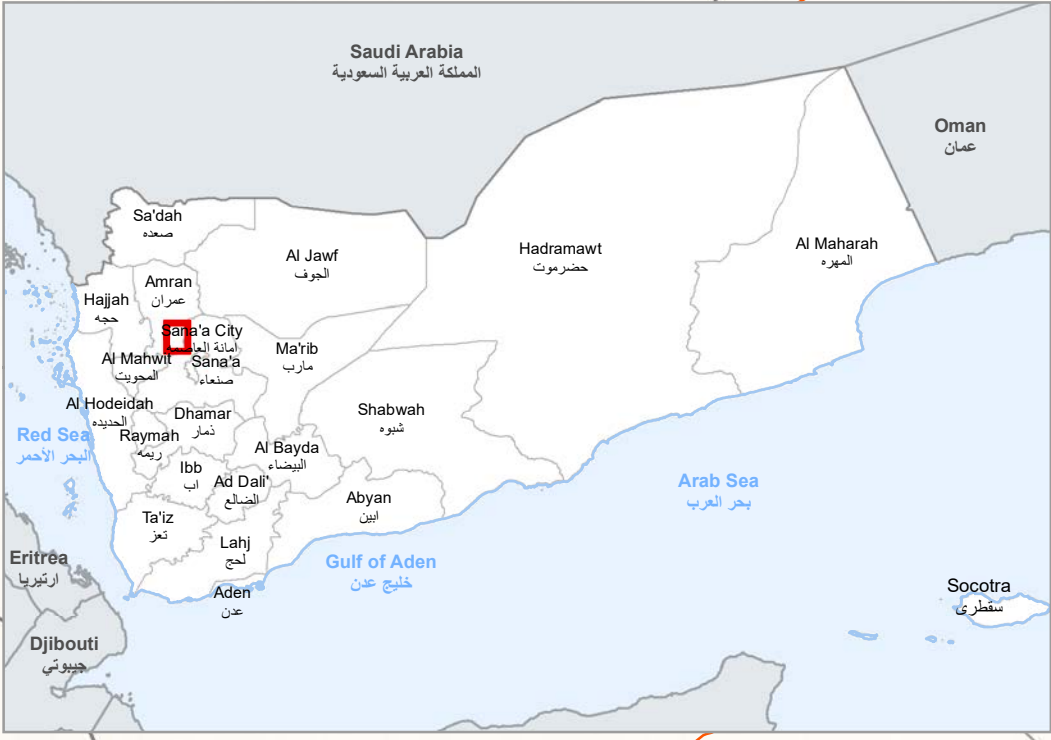 Saudi Arabia
المملكة العربية السعودية
Oman
عمان
Sa'dah
صعده
Al Jawf
الجوف
Hadramawt
حضرموت
Al Maharah
المهره
Amran
عمران
Hajjah
حجه
Sana'a City
امانة العاصمه
Ma'rib
مارب
Al Mahwit
المحويت
Sana'a
صنعاء
Al Hodeidah
الحديده
Dhamar
ذمار
Shabwah
شبوه
Red Sea
البحر الأحمر
Raymah
ريمه
Al Bayda
البيضاء
Ibb
اب
Ad Dali'
الضالع
Abyan
ابين
Arab Sea
بحر العرب
Ta'iz
تعز
Lahj
لحج
Eritrea
ارتيريا
Gulf of Aden
خليج عدن
Aden
عدن
Socotra
سقطرى
Djibouti
جيبوتي